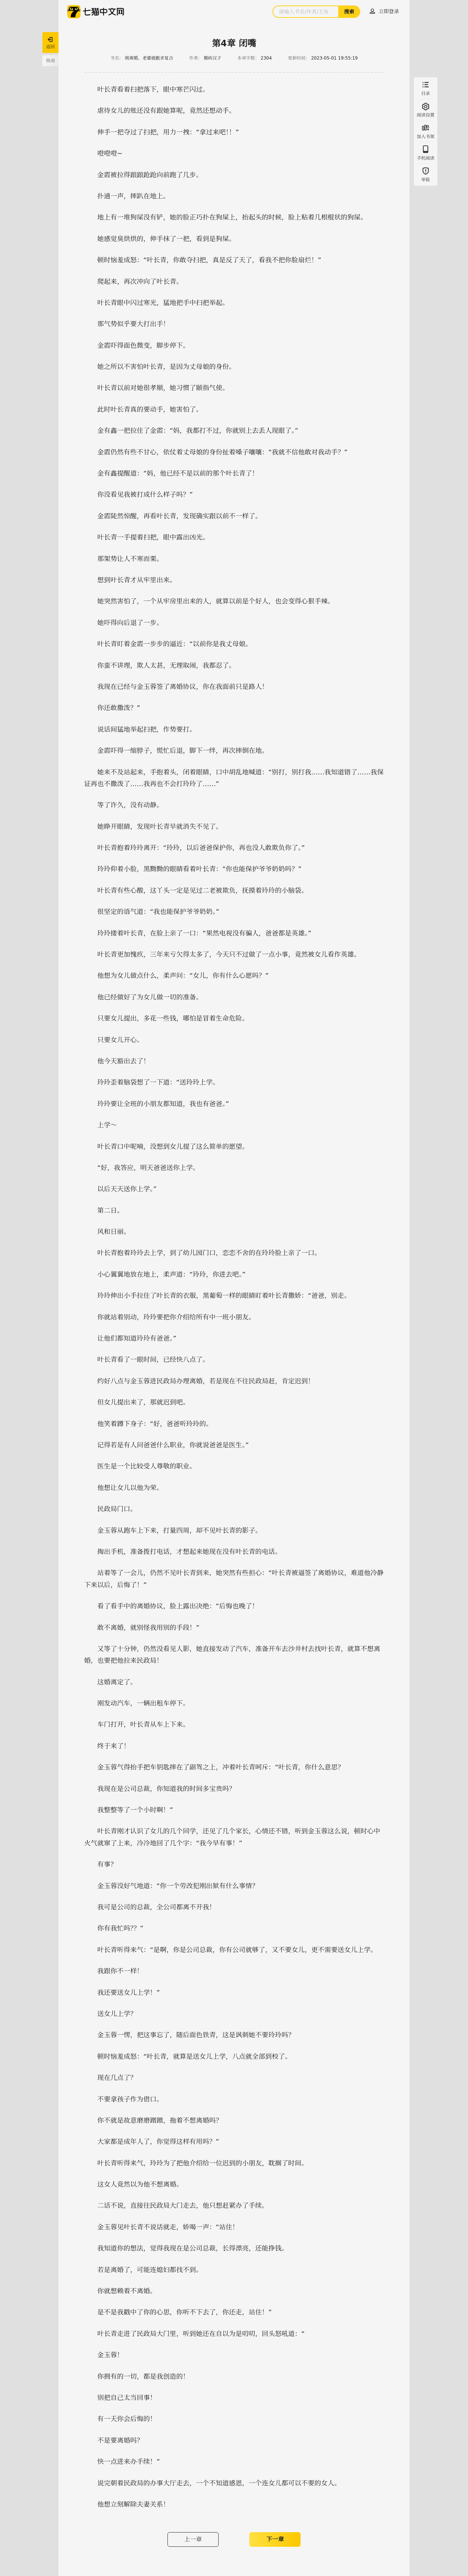 七猫中文网
请输入书名/作者/主角
搜索
立即登录
返回
书页
目录
阅读设置
加入书架
手机阅读
举报
第4章 闭嘴
更新时间： 2023-05-01 19:55:19
本章字数： 2304
叶长青看着扫把落下，眼中寒芒闪过。
虐待女儿的账还没有跟她算呢，竟然还想动手。
伸手一把夺过了扫把，用力一拽：“拿过来吧！！”
噔噔噔~
金霞被拉得踉踉跄跄向前跑了几步。
扑通一声，摔趴在地上。
地上有一堆狗屎没有铲，她的脸正巧扑在狗屎上，抬起头的时候，脸上粘着几根棍状的狗屎。
她感觉臭烘烘的，伸手抹了一把，看到是狗屎。
顿时恼羞成怒：“叶长青，你敢夺扫把，真是反了天了，看我不把你脸扇烂！”
爬起来，再次冲向了叶长青。
叶长青眼中闪过寒光，猛地把手中扫把举起。
那气势似乎要大打出手！
金霞吓得面色微变，脚步停下。
她之所以不害怕叶长青，是因为丈母娘的身份。
叶长青以前对她很孝顺，她习惯了颐指气使。
此时叶长青真的要动手，她害怕了。
金有鑫一把拉住了金霞：“妈，我都打不过，你就别上去丢人现眼了。”
金霞仍然有些不甘心，依仗着丈母娘的身份扯着嗓子嚷嚷：“我就不信他敢对我动手？”
金有鑫提醒道：“妈，他已经不是以前的那个叶长青了！
你没看见我被打成什么样子吗？”
金霞陡然惊醒，再看叶长青，发现确实跟以前不一样了。
叶长青一手提着扫把，眼中露出凶光。
那架势让人不寒而栗。
想到叶长青才从牢里出来。
她突然害怕了，一个从牢房里出来的人，就算以前是个好人，也会变得心狠手辣。
她吓得向后退了一步。
叶长青盯着金霞一步步的逼近：“以前你是我丈母娘。
你蛮不讲理，欺人太甚，无理取闹，我都忍了。
我现在已经与金玉蓉签了离婚协议，你在我面前只是路人！
你还敢撒泼？”
说话间猛地举起扫把，作势要打。
金霞吓得一缩脖子，慌忙后退，脚下一绊，再次摔倒在地。
她来不及站起来，手抱着头，闭着眼睛，口中胡乱地喊道：“别打，别打我……我知道错了……我保
证再也不撒泼了……我再也不会打玲玲了……”
等了许久，没有动静。
她睁开眼睛，发现叶长青早就消失不见了。
叶长青抱着玲玲离开：“玲玲，以后爸爸保护你，再也没人敢欺负你了。”
玲玲仰着小脸，黑黝黝的眼睛看着叶长青：“你也能保护爷爷奶奶吗？”
叶长青有些心酸，这丫头一定是见过二老被欺负，抚摸着玲玲的小脑袋。
很坚定的语气道：“我也能保护爷爷奶奶。”
玲玲搂着叶长青，在脸上亲了一口：“果然电视没有骗人，爸爸都是英雄。”
叶长青更加愧疚，三年来亏欠得太多了，今天只不过做了一点小事，竟然被女儿看作英雄。
他想为女儿做点什么，柔声问：“女儿，你有什么心愿吗？”
他已经做好了为女儿做一切的准备。
只要女儿提出，多花一些钱，哪怕是冒着生命危险。
只要女儿开心。
他今天豁出去了！
玲玲歪着脑袋想了一下道：“送玲玲上学。
玲玲要让全班的小朋友都知道，我也有爸爸。”
上学～
叶长青口中呢喃，没想到女儿提了这么简单的愿望。
“好，我答应，明天爸爸送你上学。
以后天天送你上学。”
第二日。
风和日丽。
叶长青抱着玲玲去上学，到了幼儿园门口，恋恋不舍的在玲玲脸上亲了一口。
小心翼翼地放在地上，柔声道：“玲玲，你进去吧。”
玲玲伸出小手拉住了叶长青的衣服，黑葡萄一样的眼睛盯着叶长青撒娇：“爸爸，别走。
你就站着别动，玲玲要把你介绍给所有中一班小朋友。
让他们都知道玲玲有爸爸。”
叶长青看了一眼时间，已经快八点了。
约好八点与金玉蓉进民政局办理离婚，若是现在不往民政局赶，肯定迟到！
但女儿提出来了，那就迟到吧。
他笑着蹲下身子：“好，爸爸听玲玲的。
记得若是有人问爸爸什么职业，你就说爸爸是医生。”
医生是一个比较受人尊敬的职业。
他想让女儿以他为荣。
民政局门口。
金玉蓉从跑车上下来，打量四周，却不见叶长青的影子。
掏出手机，准备拨打电话，才想起来她现在没有叶长青的电话。
站着等了一会儿，仍然不见叶长青到来，她突然有些担心：“叶长青被逼签了离婚协议，难道他冷静
下来以后，后悔了！”
看了看手中的离婚协议，脸上露出决绝：“后悔也晚了！
敢不离婚，就别怪我用别的手段！”
又等了十分钟，仍然没看见人影，她直接发动了汽车，准备开车去沙井村去找叶长青，就算不想离
婚，也要把他拉来民政局！
这婚离定了。
刚发动汽车，一辆出租车停下。
车门打开，叶长青从车上下来。
终于来了！
金玉蓉气得抬手把车钥匙摔在了副驾之上，冲着叶长青呵斥：“叶长青，你什么意思？
我现在是公司总裁，你知道我的时间多宝贵吗？
我整整等了一个小时啊！”
叶长青刚才认识了女儿的几个同学，还见了几个家长，心情还不错，听到金玉蓉这么说，顿时心中
火气就窜了上来，冷冷地回了几个字：“我今早有事！”
有事？
金玉蓉没好气地道：“你一个劳改犯刚出狱有什么事情？
我可是公司的总裁，全公司都离不开我！
你有我忙吗？？”
叶长青听得来气：“是啊，你是公司总裁，你有公司就够了，又不要女儿，更不需要送女儿上学。
我跟你不一样！
我还要送女儿上学！”
送女儿上学？
金玉蓉一愣，把这事忘了，随后面色铁青，这是讽刺她不要玲玲吗？
顿时恼羞成怒：“叶长青，就算是送女儿上学，八点就全部到校了。
现在几点了？
不要拿孩子作为借口。
你不就是故意磨磨蹭蹭，拖着不想离婚吗？
大家都是成年人了，你觉得这样有用吗？”
叶长青听得来气，玲玲为了把他介绍给一位迟到的小朋友，耽搁了时间。
这女人竟然以为他不想离婚。
二话不说，直接往民政局大门走去，他只想赶紧办了手续。
金玉蓉见叶长青不说话就走，娇喝一声：“站住！
我知道你的想法，觉得我现在是公司总裁，长得漂亮，还能挣钱。
若是离婚了，可能连媳妇都找不到。
你就想赖着不离婚。
是不是我戳中了你的心思，你听不下去了，你还走，站住！”
叶长青走进了民政局大门里，听到她还在自以为是叨叨，回头怒吼道：“
金玉蓉！
你拥有的一切，都是我创造的！
别把自己太当回事！
有一天你会后悔的！
不是要离婚吗？
快一点进来办手续！”
说完朝着民政局的办事大厅走去，一个不知道感恩，一个连女儿都可以不要的女人。
他想立刻解除夫妻关系！
上一章
下一章